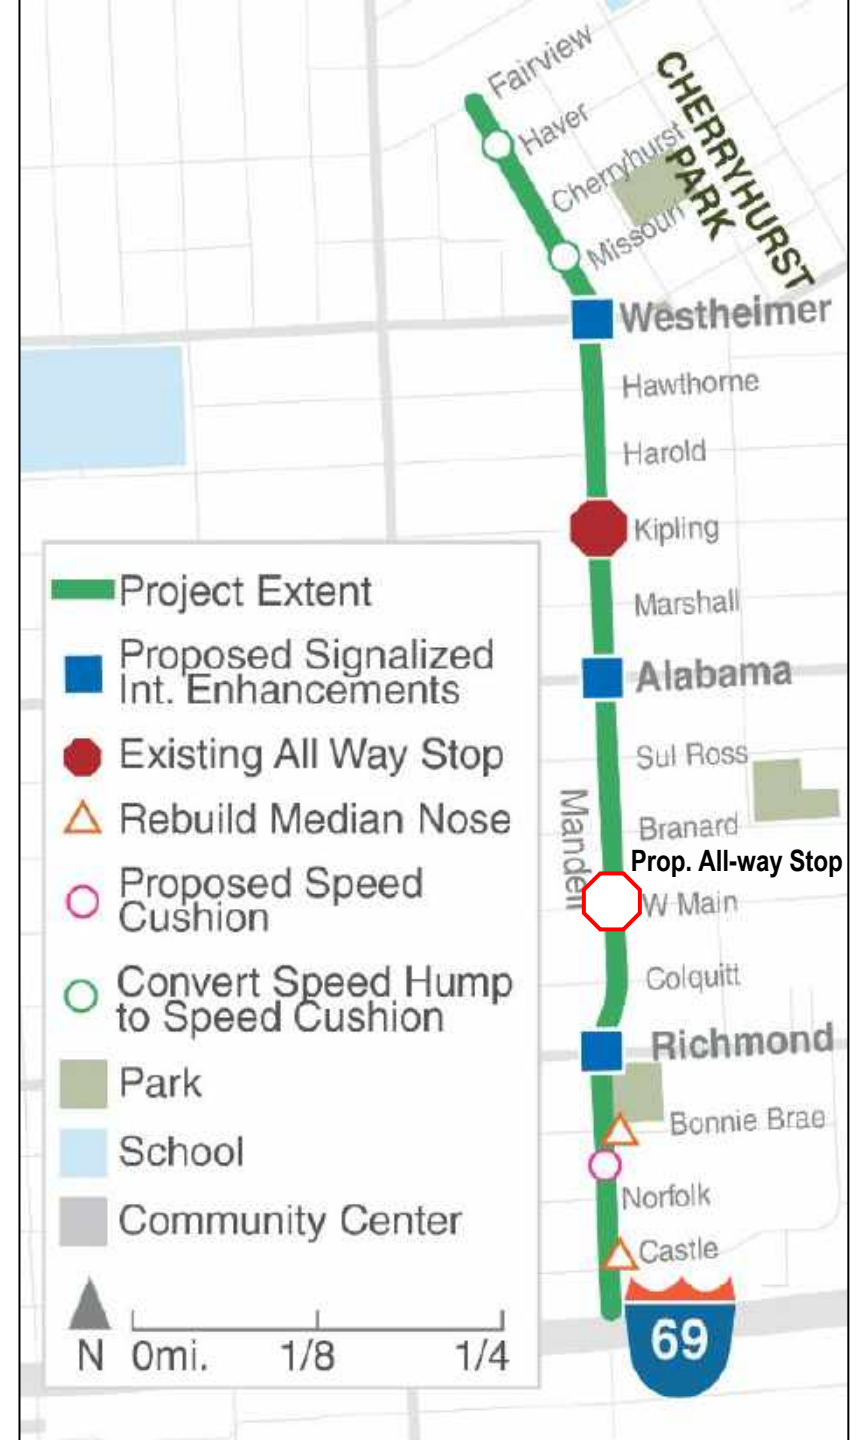 Fairview
Haver
Cherryhurst
Missouri
CHERRYHURST
PARK
Westheimer
Hawthorne
Harold
Kipling
Marshall
Alabama
Sul Ross
Branard
Mandell
Prop. All-way Stop
W Main
Colquitt
Richmond
Bonnie Brae
Norfolk
Castle
69
Project Extent
Proposed Signalized
Int. Enhancements
Existing All Way Stop
Rebuild Median Nose
Proposed Speed
Cushion
Convert Speed Hump
to Speed Cushion
Park
School
Community Center
N 0mi. 1/8 1/4